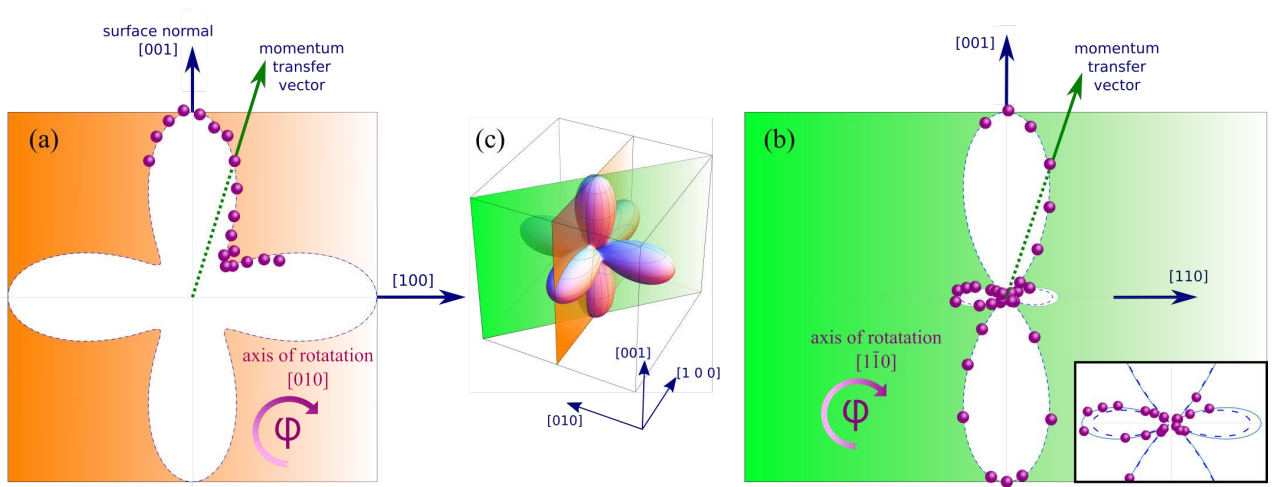 surface normal
[001]
momentum
transfer
vector
(a)
[100]
axis of rotatation
[010]
φ
(c)
[001]
[1 0 0]
[010]
[001]
momentum
transfer
vector
(b)
[110]
axis of rotatation
[11̄0]
φ